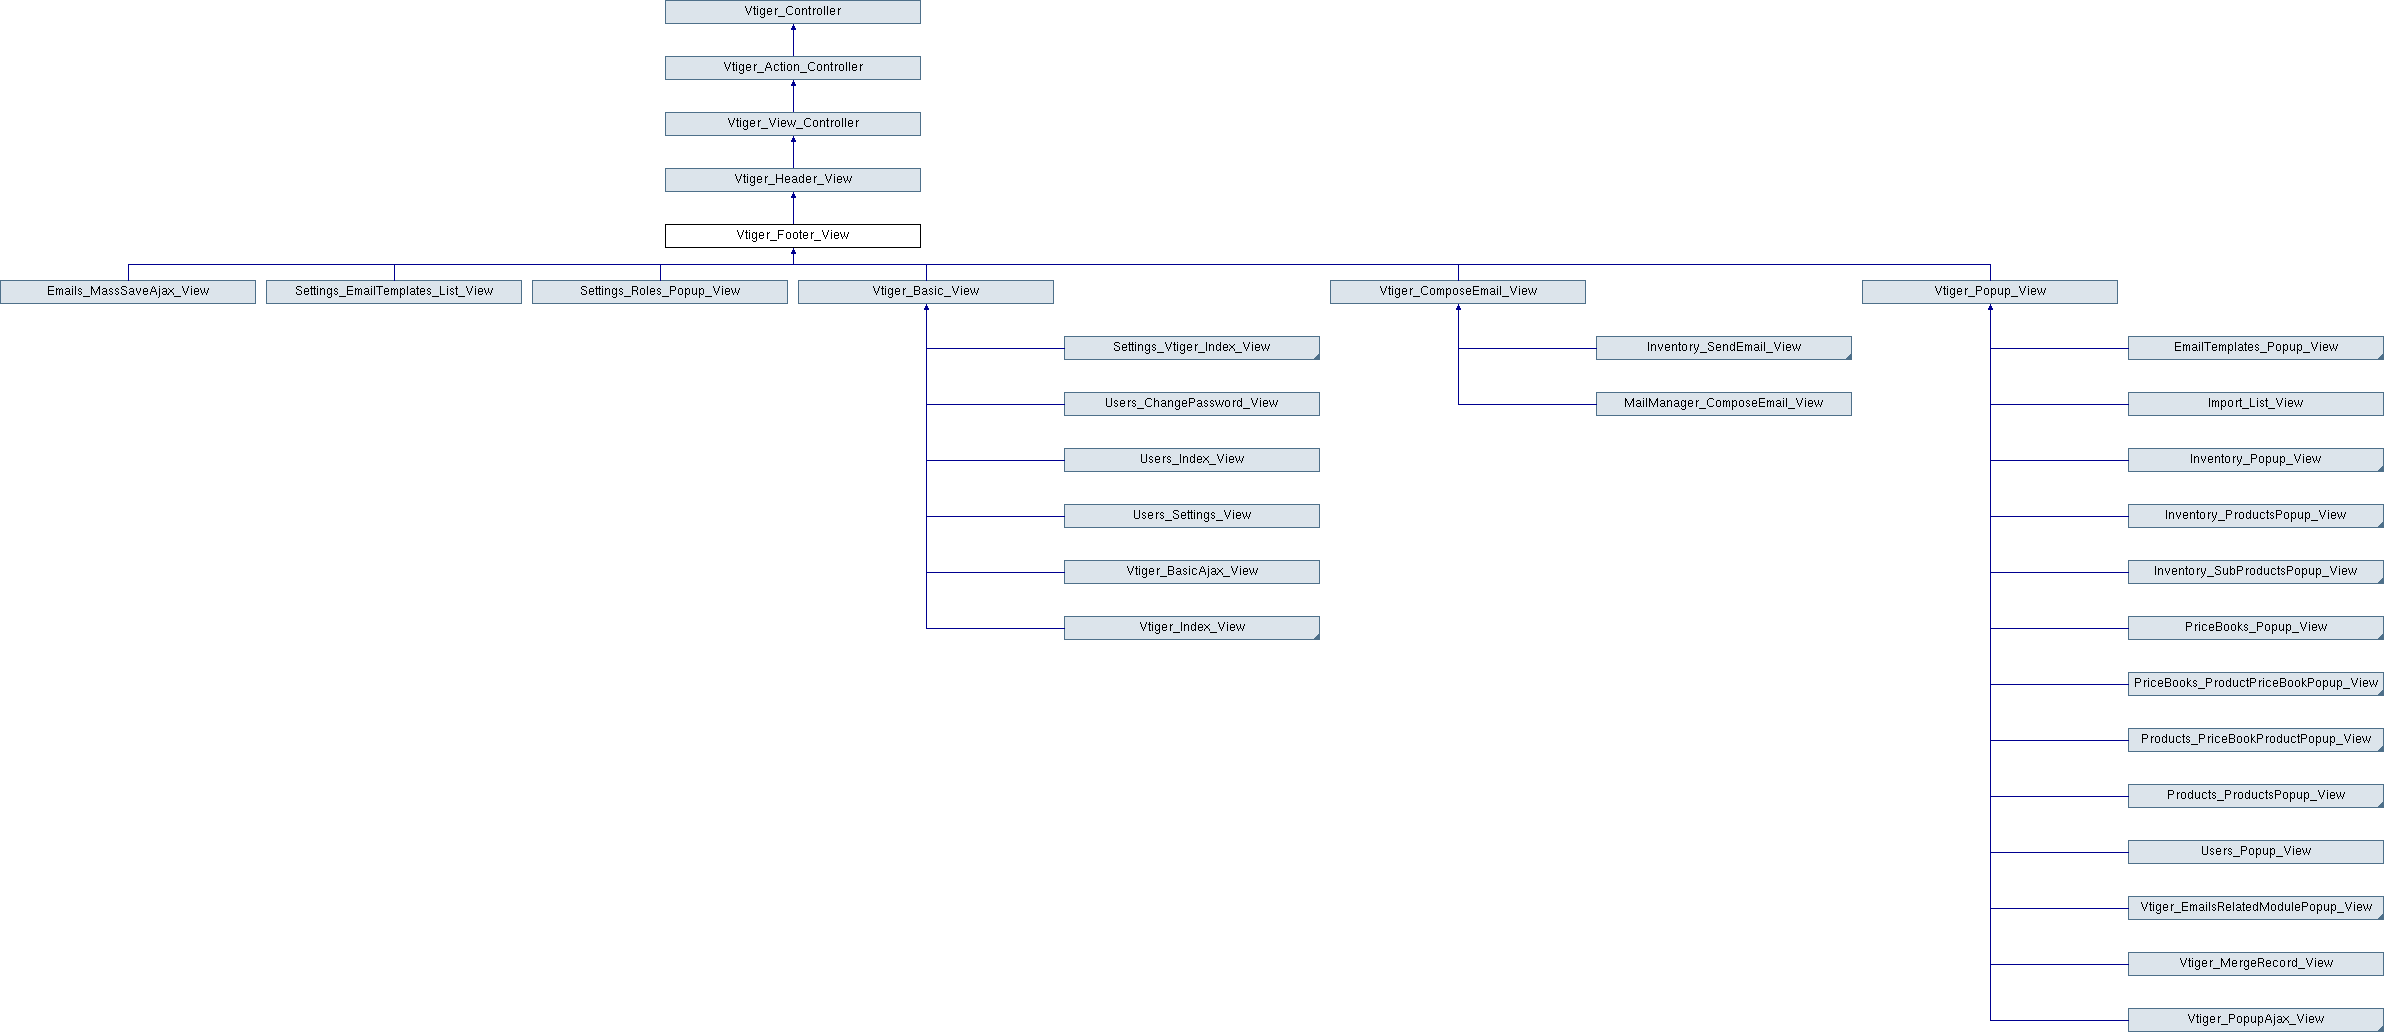 Vtiger_Controller
Vtiger_Action_Controller
Vtiger_View_Controller
Vtiger_Header_View
Vtiger_Footer_View
Emails_MassSaveAjax_View
Settings_EmailTemplates_List_View
Settings_Roles_Popup_View
Vtiger_Basic_View
Vtiger_ComposeEmail_View
Vtiger_Popup_View
Settings_Vtiger_Index_View
Users_ChangePassword_View
Users_Index_View
Users_Settings_View
Vtiger_BasicAjax_View
Vtiger_Index_View
Inventory_SendEmail_View
MailManager_ComposeEmail_View
EmailTemplates_Popup_View
Import_List_View
Inventory_Popup_View
Inventory_ProductsPopup_View
Inventory_SubProductsPopup_View
PriceBooks_Popup_View
PriceBooks_ProductPriceBookPopup_View
Products_PriceBookProductPopup_View
Products_ProductsPopup_View
Users_Popup_View
Vtiger_EmailsRelatedModulePopup_View
Vtiger_MergeRecord_View
Vtiger_PopupAjax_View